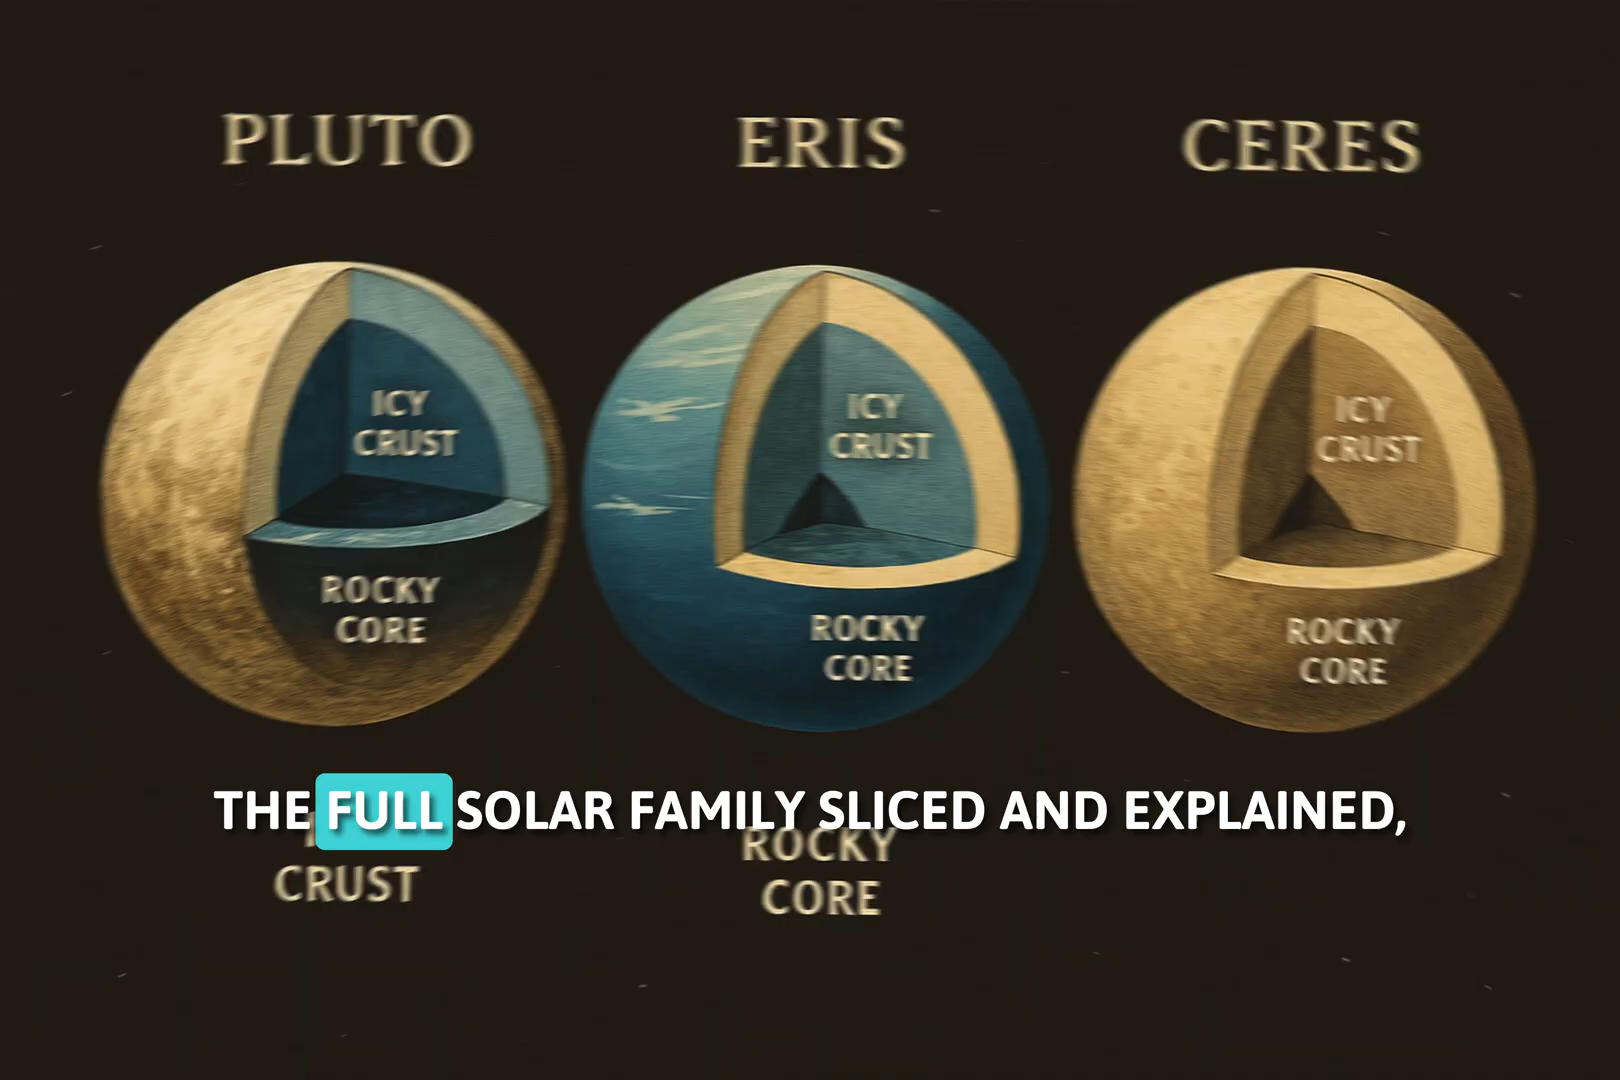 PLUTO
ERIS
CERES
ICY
CRUST
ROCKY
CORE
ICY
CRUST
ROCKY
CORE
ICY
CRUST
ROCKY
CORE
THE FULL SOLAR FAMILY SLICED AND EXPLAINED,
CRUST
ROCKY
CORE